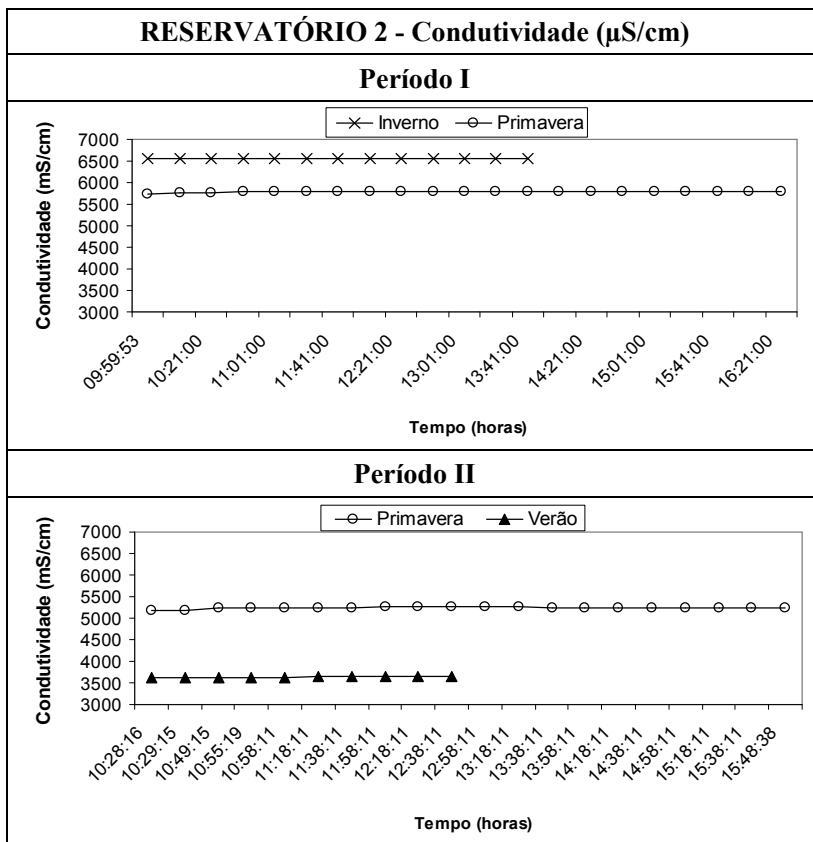 RESERVATÓRIO 2 - Condutividade (µS/cm)
Período I
Inverno Primavera
Condutividade (mS/cm)
7000
6500
6000
5500
5000
4500
4000
3500
3000
09:59:53 10:21:00 11:01:00 11:41:00 12:21:00 13:01:00 13:41:00 14:21:00 15:01:00 15:41:00 16:21:00
Tempo (horas)
Período II
Primavera Verão
Condutividade (mS/cm)
7000
6500
6000
5500
5000
4500
4000
3500
3000
10:28:16 10:29:15 10:49:15 10:55:19 10:58:11 11:18:11 11:38:11 11:58:11 12:18:11 12:38:11 12:58:11 13:18:11 13:38:11 13:58:11 14:18:11 14:38:11 14:58:11 15:18:11 15:38:11 15:48:38
Tempo (horas)